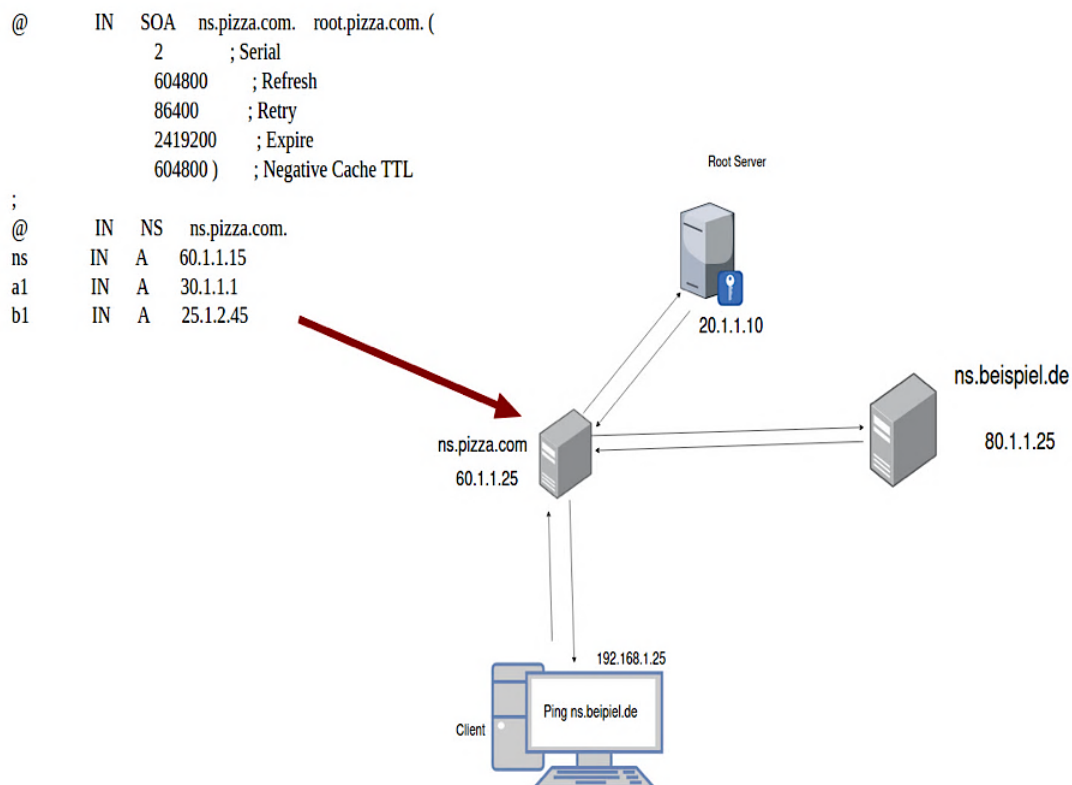 @ IN SOA ns.pizza.com. root.pizza.com. (
2 ; Serial
604800 ; Refresh
86400 ; Retry
2419200 ; Expire
604800 ) ; Negative Cache TTL
;
@ IN NS ns.pizza.com.
ns IN A 60.1.1.15
a1 IN A 30.1.1.1
b1 IN A 25.1.2.45
Root Server
20.1.1.10
ns.beispiel.de
80.1.1.25
ns.pizza.com
60.1.1.25
192.168.1.25
Client
Ping ns.beipiel.de